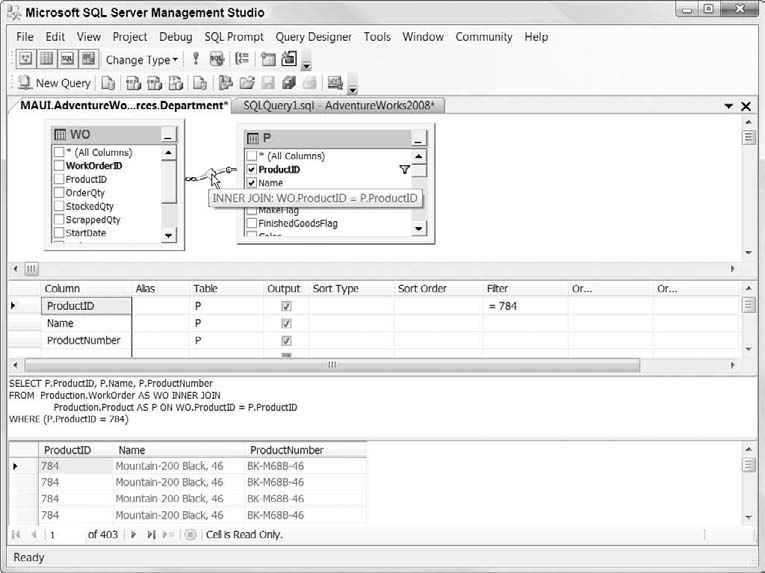 Microsoft SQL Server Management Studio
File Edit View Project Debug SQL Prompt Query Designer Tools Window Community Help
Change Type
New Query
MAUI.AdventureWo...rces.Department* SQLQuery1.sql - AdventureWorks2008*
WO
* (All Columns)
WorkOrderID
ProductID
OrderQty
StockedQty
ScrappedQty
StartDate
P
* (All Columns)
ProductID
Name
INNER JOIN: WO.ProductID = P.ProductID
MakeFlag
FinishedGoodsFlag
Color
Column Alias Table Output Sort Type Sort Order Filter Or... Or...
ProductID P = 784
Name P
ProductNumber P
SELECT P.ProductID, P.Name, P.ProductNumber
FROM Production.WorkOrder AS WO INNER JOIN
Production.Product AS P ON WO.ProductID = P.ProductID
WHERE (P.ProductID = 784)
ProductID Name ProductNumber
784 Mountain-200 Black, 46 BK-M68B-46
784 Mountain-200 Black, 46 BK-M68B-46
784 Mountain-200 Black, 46 BK-M68B-46
784 Mountain-200 Black, 46 BK-M68B-46
1 of 403 Cell is Read Only.
Ready